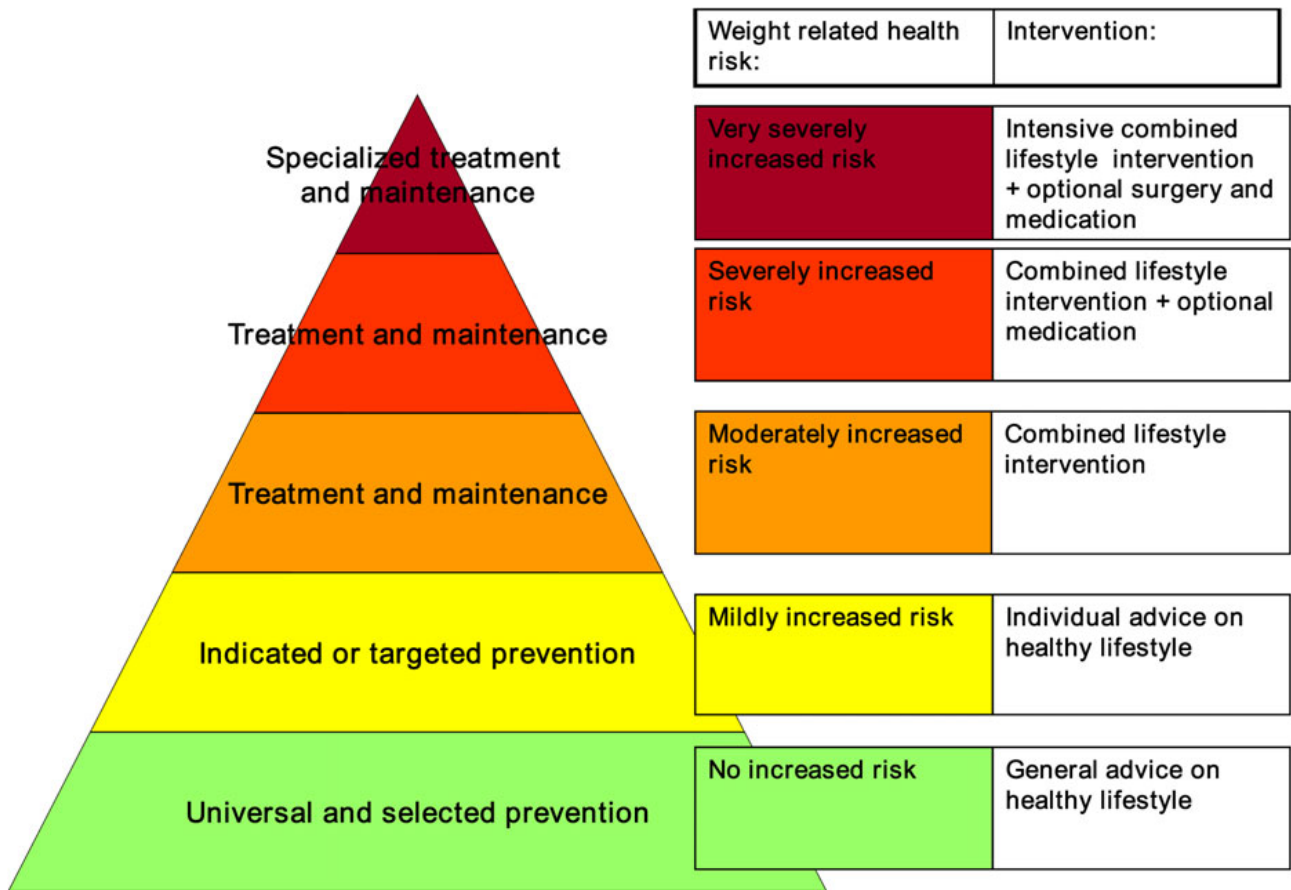 Weight related health
risk:
Intervention:
Specialized treatment
and maintenance
Very severely
increased risk
Intensive combined
lifestyle intervention
+ optional surgery and
medication
Treatment and maintenance
Severely increased
risk
Combined lifestyle
intervention + optional
medication
Treatment and maintenance
Moderately increased
risk
Combined lifestyle
intervention
Indicated or targeted prevention
Mildly increased risk
Individual advice on
healthy lifestyle
Universal and selected prevention
No increased risk
General advice on
healthy lifestyle